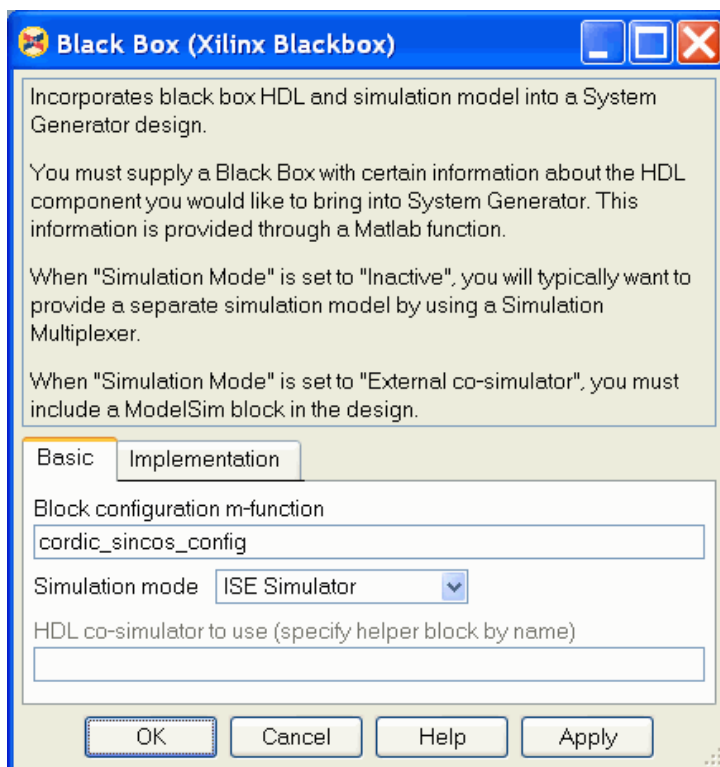 Black Box (Xilinx Blackbox)
Incorporates black box HDL and simulation model into a System
Generator design.
You must supply a Black Box with certain information about the HDL
component you would like to bring into System Generator. This
information is provided through a Matlab function.
When "Simulation Mode" is set to "Inactive", you will typically want to
provide a separate simulation model by using a Simulation
Multiplexer.
When "Simulation Mode" is set to "External co-simulator", you must
include a ModelSim block in the design.
Basic Implementation
Block configuration m-function
cordic_sincos_config
Simulation mode ISE Simulator
HDL co-simulator to use (specify helper block by name)
OK Cancel Help Apply